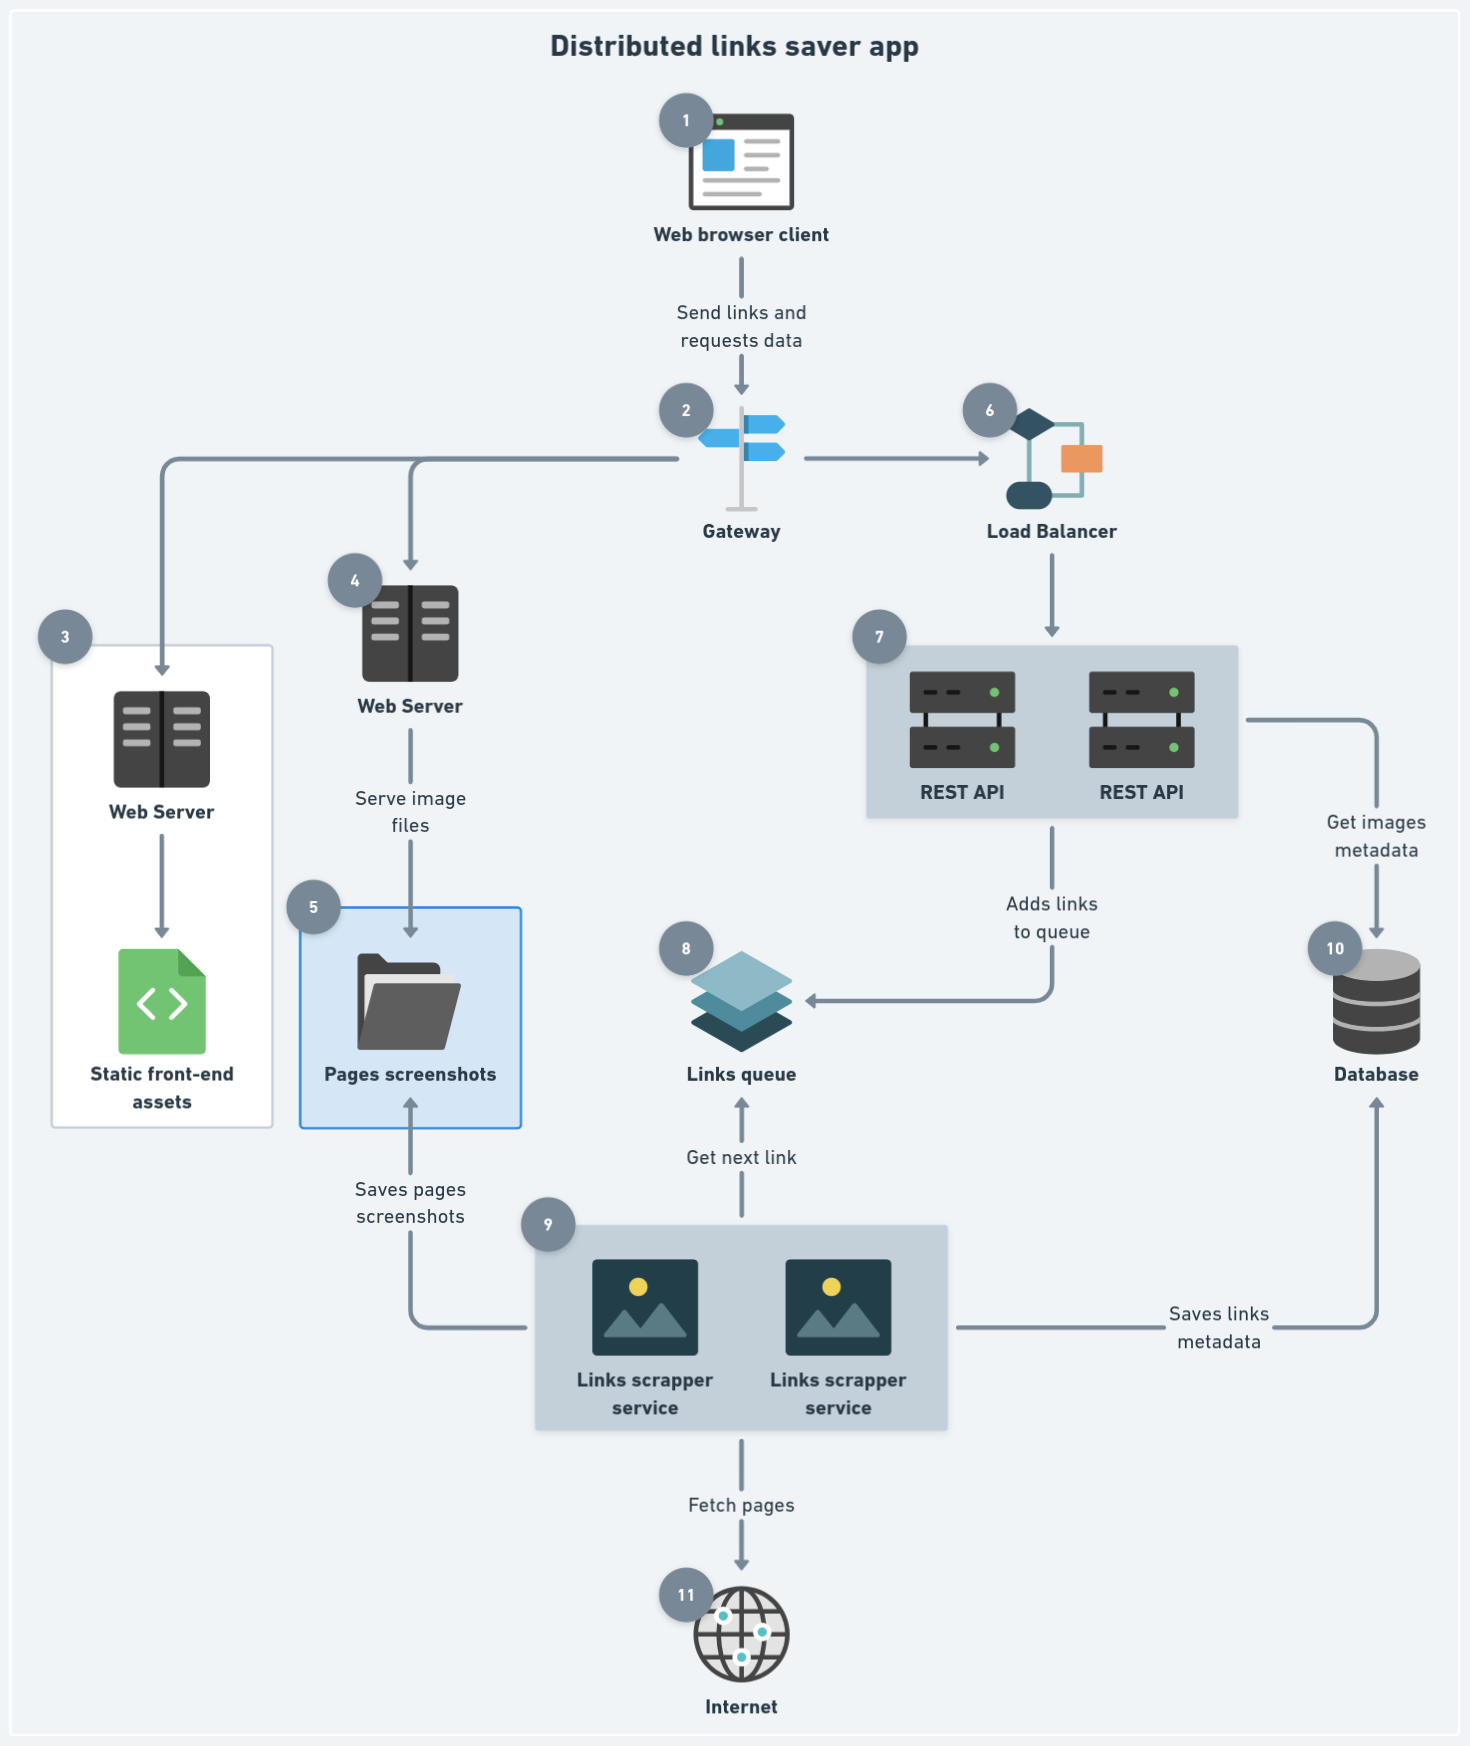 Distributed links saver app
1
Web browser client
Send links and
requests data
2
Gateway
6
Load Balancer
3
Web Server
Static front-end
assets
4
Web Server
Serve image
files
5
Pages screenshots
Saves pages
screenshots
7
REST API
REST API
Adds links
to queue
Get images
metadata
8
Links queue
Get next link
10
Database
9
Links scrapper
service
Links scrapper
service
Saves links
metadata
Fetch pages
11
Internet